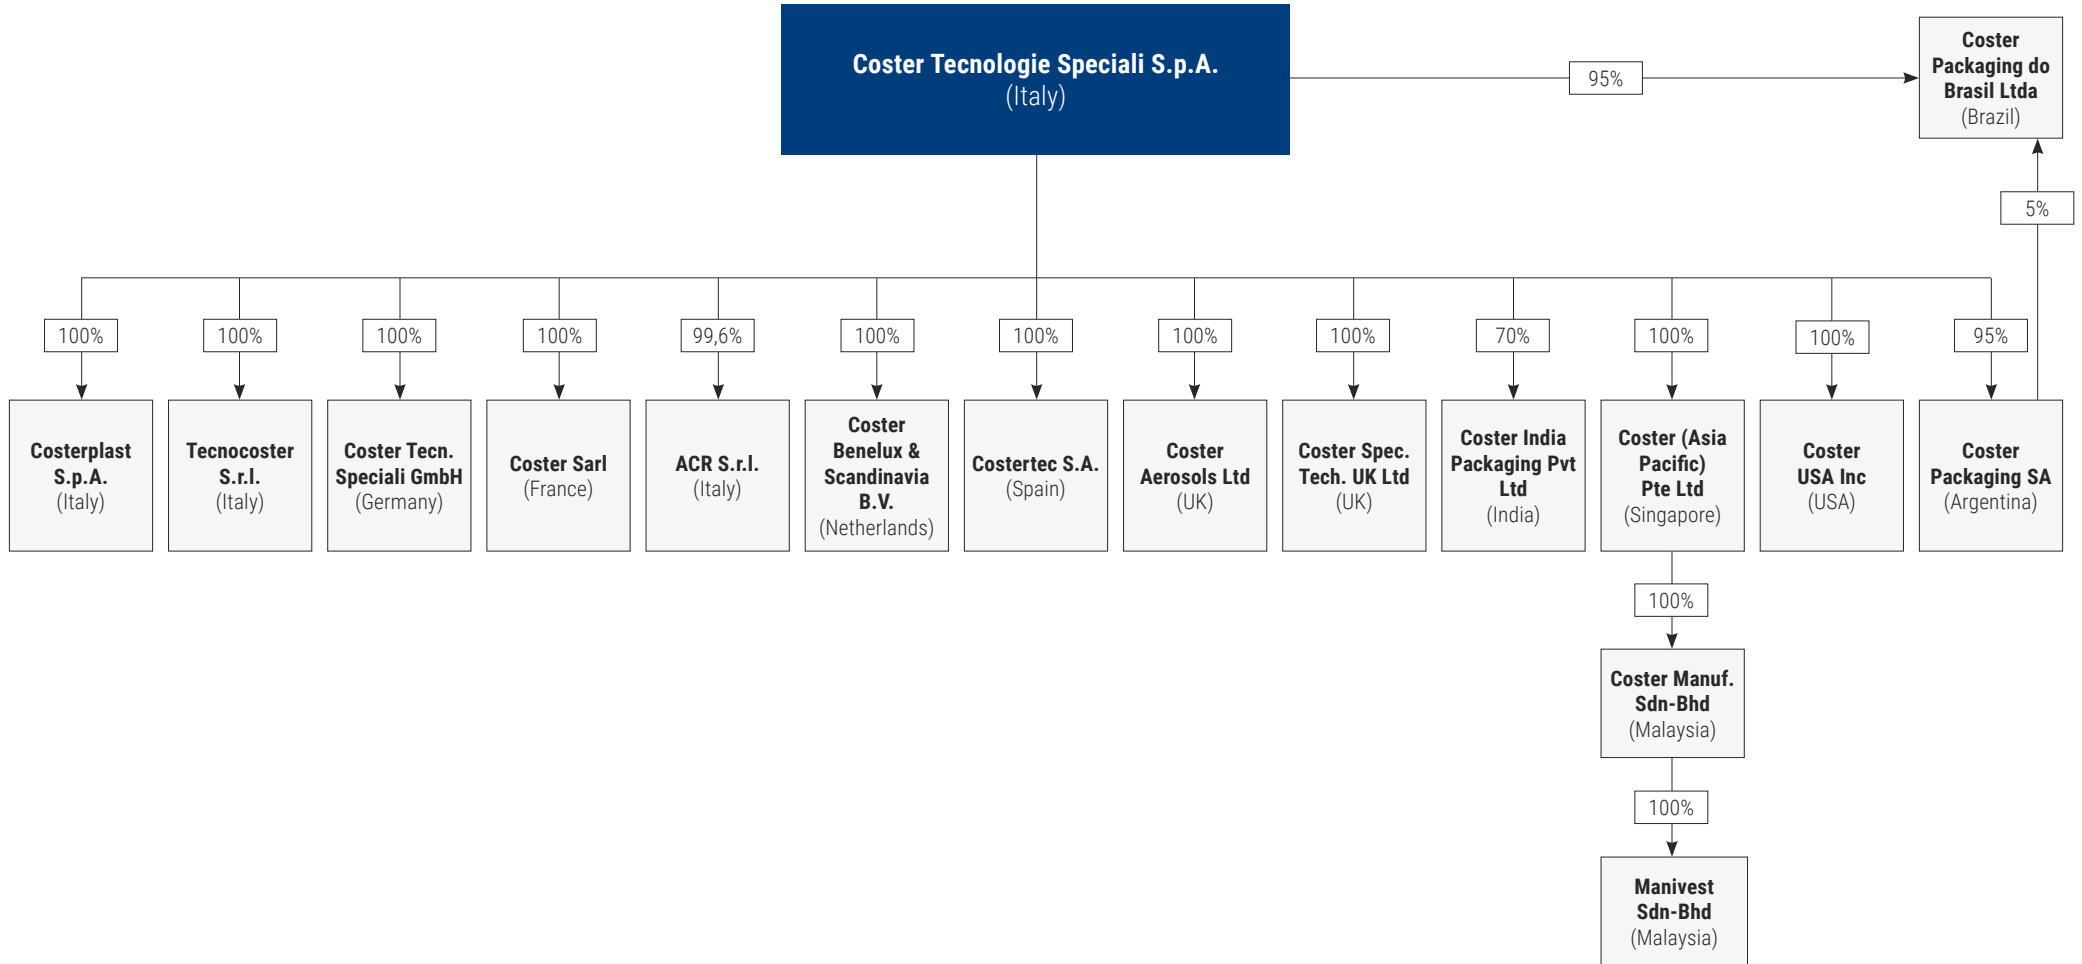 Coster Tecnologie Speciali S.p.A.
(Italy)
95%
Coster
Packaging do
Brasil Ltda
(Brazil)
5%
100%
100%
100%
100%
99,6%
100%
100%
100%
100%
70%
100%
100%
95%
Costerplast
S.p.A.
(Italy)
Tecnocoster
S.r.l.
(Italy)
Coster Tecn.
Speciali GmbH
(Germany)
Coster Sarl
(France)
ACR S.r.l.
(Italy)
Coster
Benelux &
Scandinavia
B.V.
(Netherlands)
Costertec S.A.
(Spain)
Coster
Aerosols Ltd
(UK)
Coster Spec.
Tech. UK Ltd
(UK)
Coster India
Packaging Pvt
Ltd
(India)
Coster (Asia
Pacific)
Pte Ltd
(Singapore)
Coster
USA Inc
(USA)
Coster
Packaging SA
(Argentina)
100%
Coster Manuf.
Sdn-Bhd
(Malaysia)
100%
Manivest
Sdn-Bhd
(Malaysia)